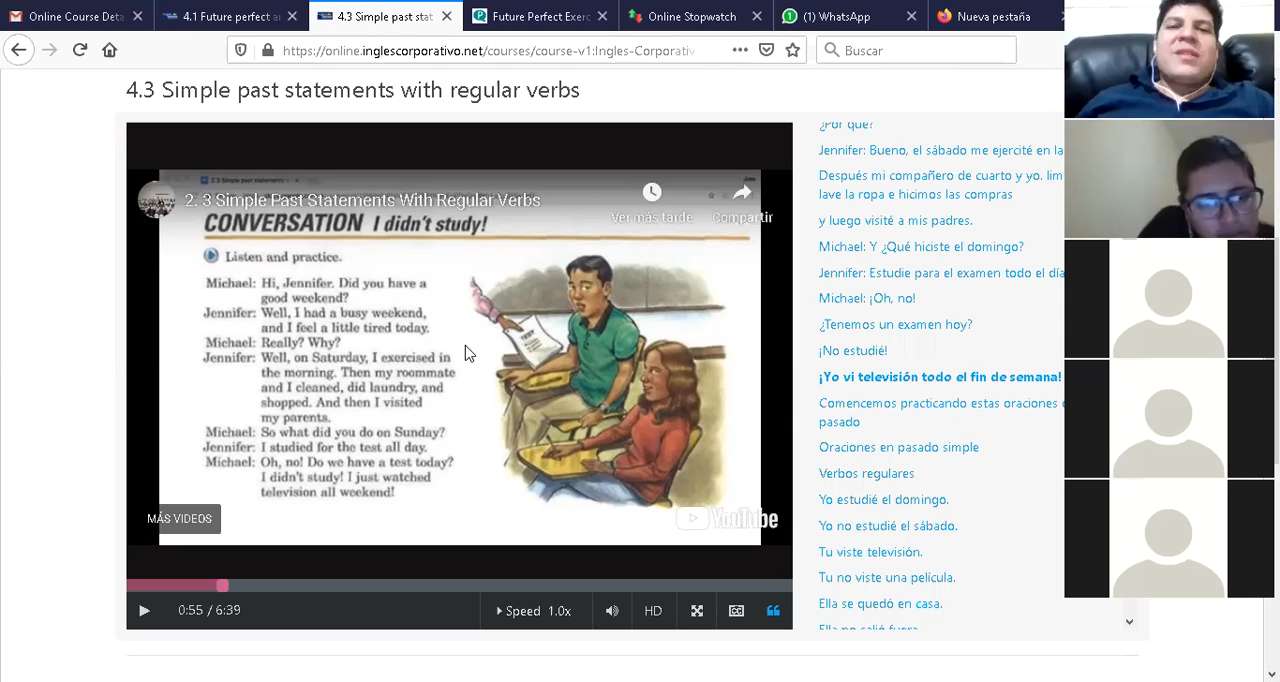 Gmail Online Course Deta
4.1 Future perfect a
4.3 Simple past stat
Future Perfect Exerc
Online Stopwatch
(1) WhatsApp
Nueva pestaña
https://online.inglescorporativo.net/courses/course-v1:Ingles-Corporativ
Buscar
4.3 Simple past statements with regular verbs
2. 3 Simple Past Statements With Regular Verbs
Ver más tarde
Compartir
CONVERSATION I didn't study!
Listen and practice.
Michael: Hi, Jennifer. Did you have a
good weekend?
Jennifer: Well, I had a busy weekend,
and I feel a little tired today.
Michael: Really? Why?
Jennifer: Well, on Saturday, I exercised in
the morning. Then my roommate
and I cleaned, did laundry, and
shopped. And then I visited
my parents.
Michael: So what did you do on Sunday?
Jennifer: I studied for the test all day.
Michael: Oh, no! Do we have a test today?
I didn't study! I just watched
television all weekend!
TEST
MÁS VIDEOS
YouTube
0:55 / 6:39
Speed 1.0x
HD
¿Por qué?
Jennifer: Bueno, el sábado me ejercité en la
Después mi compañero de cuarto y yo. lim
lave la ropa e hicimos las compras
y luego visité a mis padres.
Michael: Y ¿Qué hiciste el domingo?
Jennifer: Estudie para el examen todo el día
Michael: ¡Oh, no!
¿Tenemos un examen hoy?
¡No estudié!
¡Yo vi televisión todo el fin de semana!
Comencemos practicando estas oraciones
pasado
Oraciones en pasado simple
Verbos regulares
Yo estudié el domingo.
Yo no estudié el sábado.
Tu viste televisión.
Tu no viste una película.
Ella se quedó en casa.
Ella no salió fuera